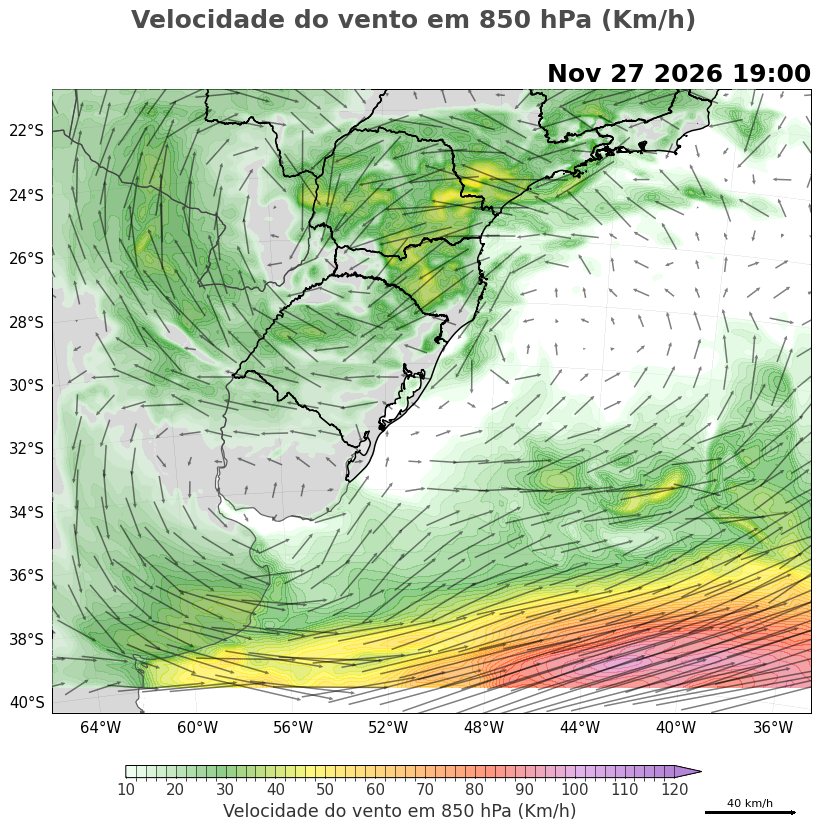 Velocidade do vento em 850 hPa (Km/h)
Nov 27 2026 19:00
22°S
24°S
26°S
28°S
30°S
32°S
34°S
36°S
38°S
40°S
64°W 60°W 56°W 52°W 48°W 44°W 40°W 36°W
10 20 30 40 50 60 70 80 90 100 110 120
Velocidade do vento em 850 hPa (Km/h)
40 km/h